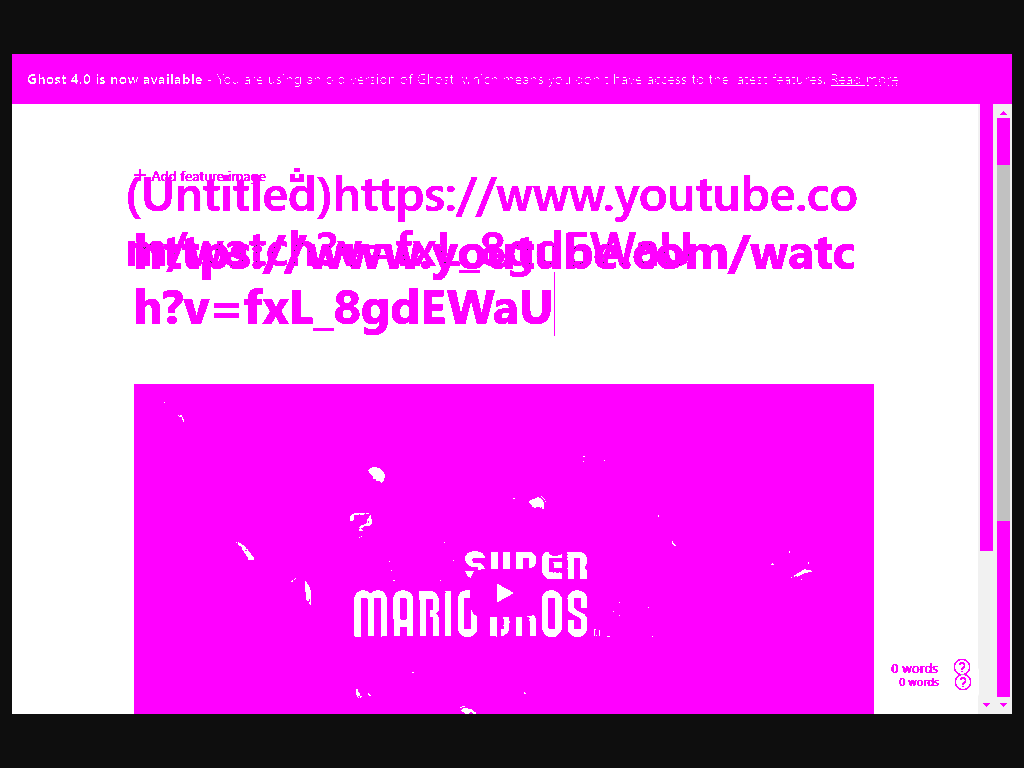 Ghost 4.0 is now available - You are using an old version of Ghost, which means you don't have access to the latest features. Read more
+ Add feature image
(Untitled)https://www.youtube.co
m/watch?v=fxL_8gdEWaU
https://www.youtube.com/watc
h?v=fxL_8gdEWaU
SUPER
MARIO BROS.
0 words ?
0 words ?